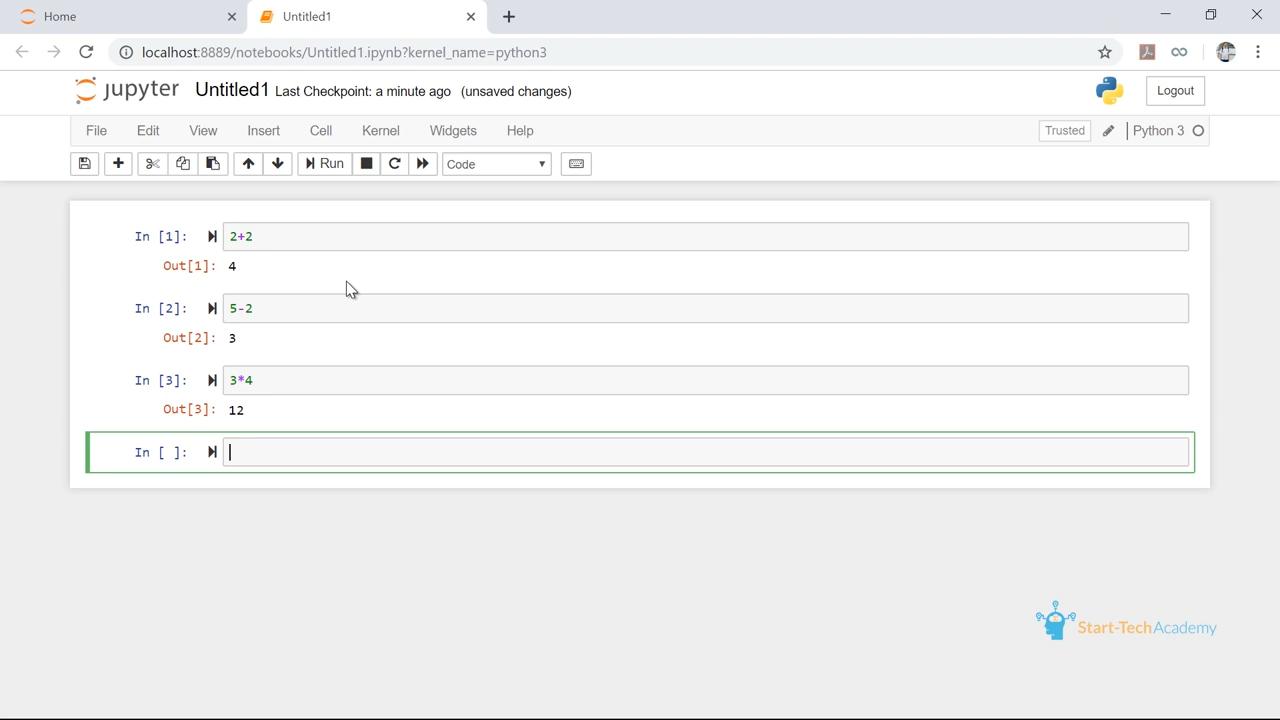 Home
Untitled1
localhost:8889/notebooks/Untitled1.ipynb?kernel_name=python3
jupyter Untitled1 Last Checkpoint: a minute ago (unsaved changes)
Logout
File Edit View Insert Cell Kernel Widgets Help
Trusted
Python 3
Run
Code
In [1]: 2+2
Out[1]: 4
In [2]: 5-2
Out[2]: 3
In [3]: 3*4
Out[3]: 12
In [ ]:
Start-TechAcademy